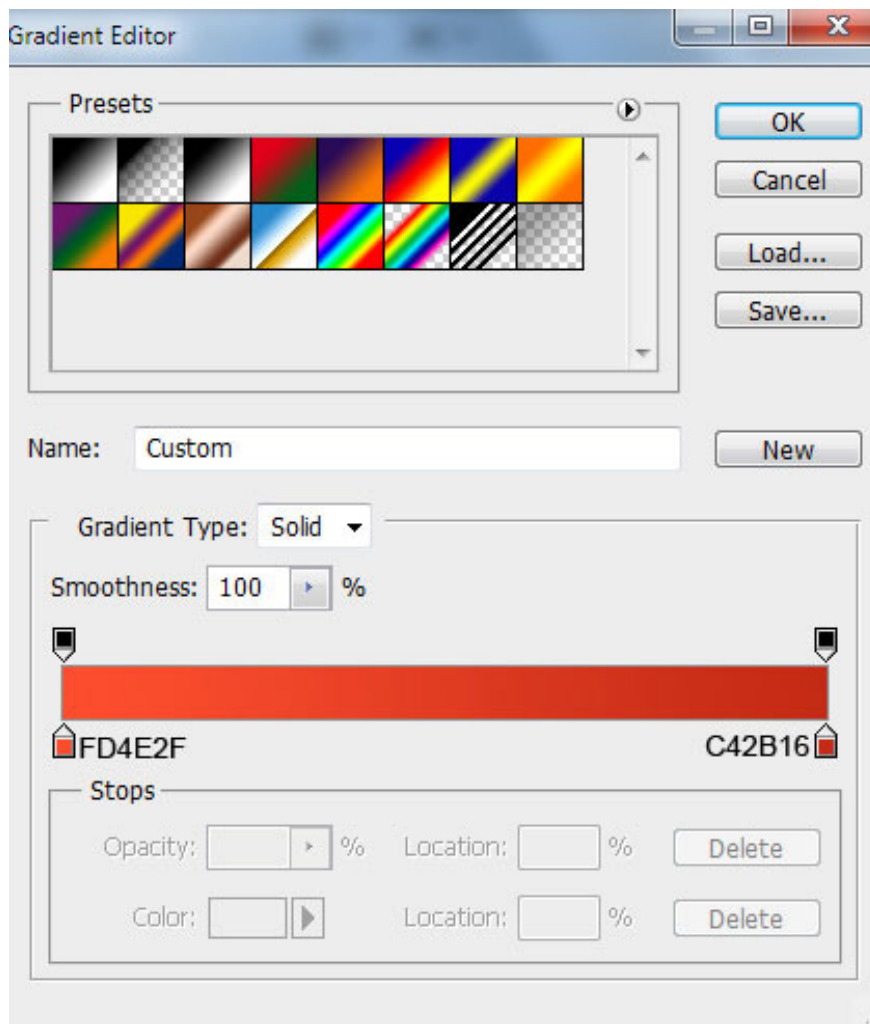 Gradient Editor
Presets
OK
Cancel
Load...
Save...
Name: Custom
New
Gradient Type: Solid
Smoothness: 100 %
FD4E2F C42B16
Stops
Opacity: % Location: % Delete
Color: Location: % Delete